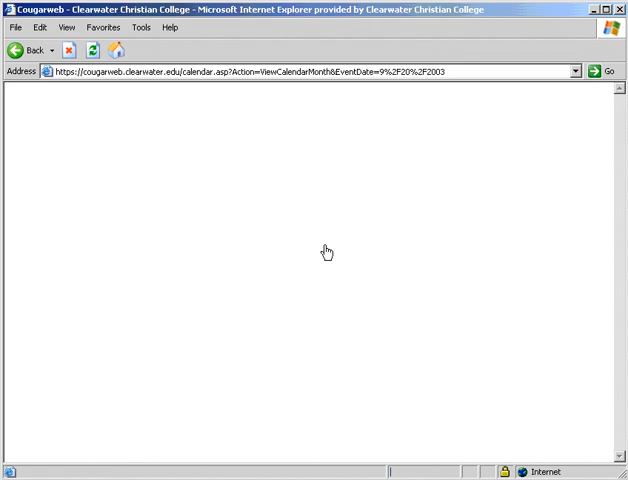 Cougarweb - Clearwater Christian College - Microsoft Internet Explorer provided by Clearwater Christian College
File Edit View Favorites Tools Help
Back
Address https://cougarweb.clearwater.edu/calendar.asp?Action=ViewCalendarMonth&EventDate=9%2F20%2F2003 Go
Internet